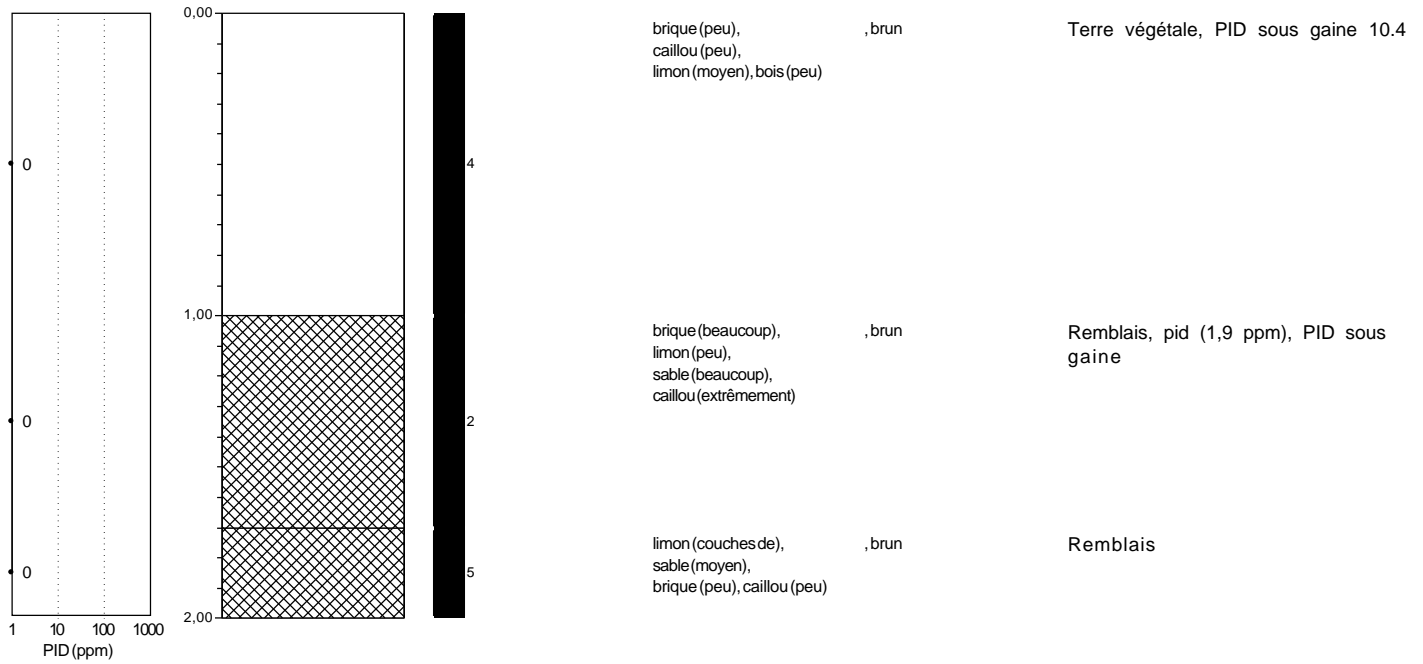 0,00
brique (peu), , brun Terre végétale, PID sous gaine 10.4
caillou (peu),
limon (moyen), bois (peu)
0 4
1,00
brique (beaucoup), , brun Remblais, pid (1,9 ppm), PID sous
limon (peu), gaine
sable (beaucoup),
caillou (extrêmement)
0 2
limon (couches de), , brun Remblais
sable (moyen),
brique (peu), caillou (peu)
0 5
2,00
1 10 100 1000
PID (ppm)